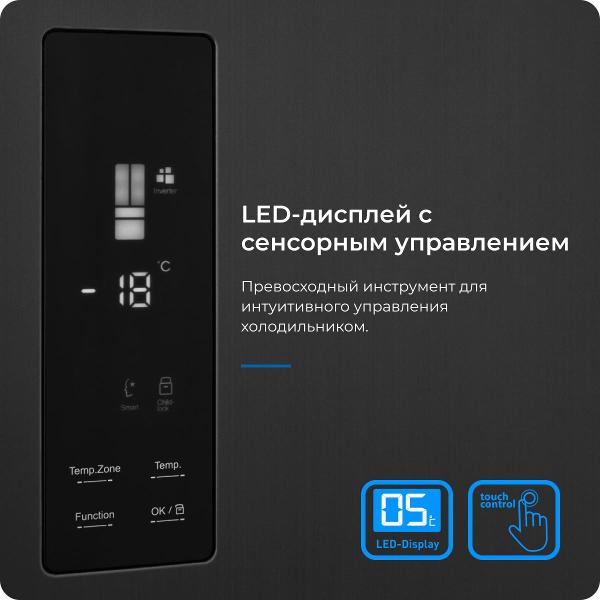 Inverter
-18 °C
Smart
Child-lock
Temp.Zone
Temp.
Function
OK /
LED-дисплей с
сенсорным управлением
Превосходный инструмент для
интуитивного управления
холодильником.
05 °C
LED-Display
touch
control